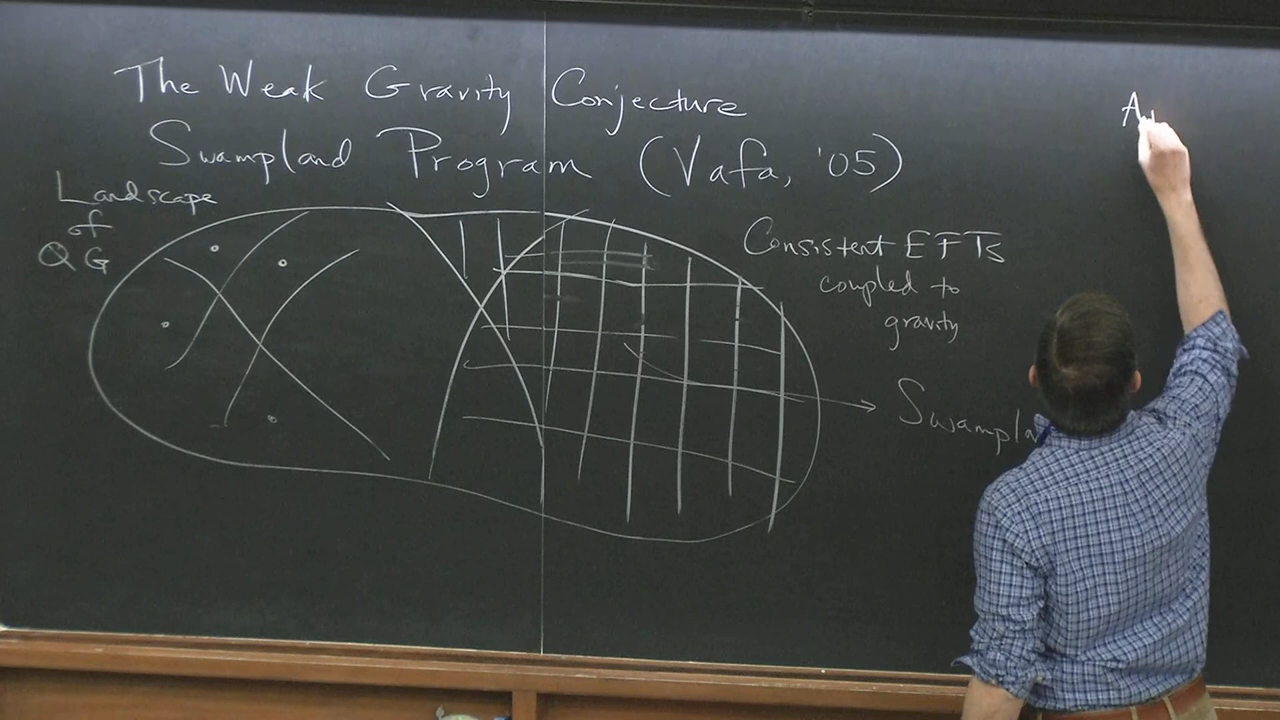 The Weak Gravity Conjecture
Swampland Program (Vafa, '05)
Landscape
of
QG
Consistent EFTs
coupled to
gravity